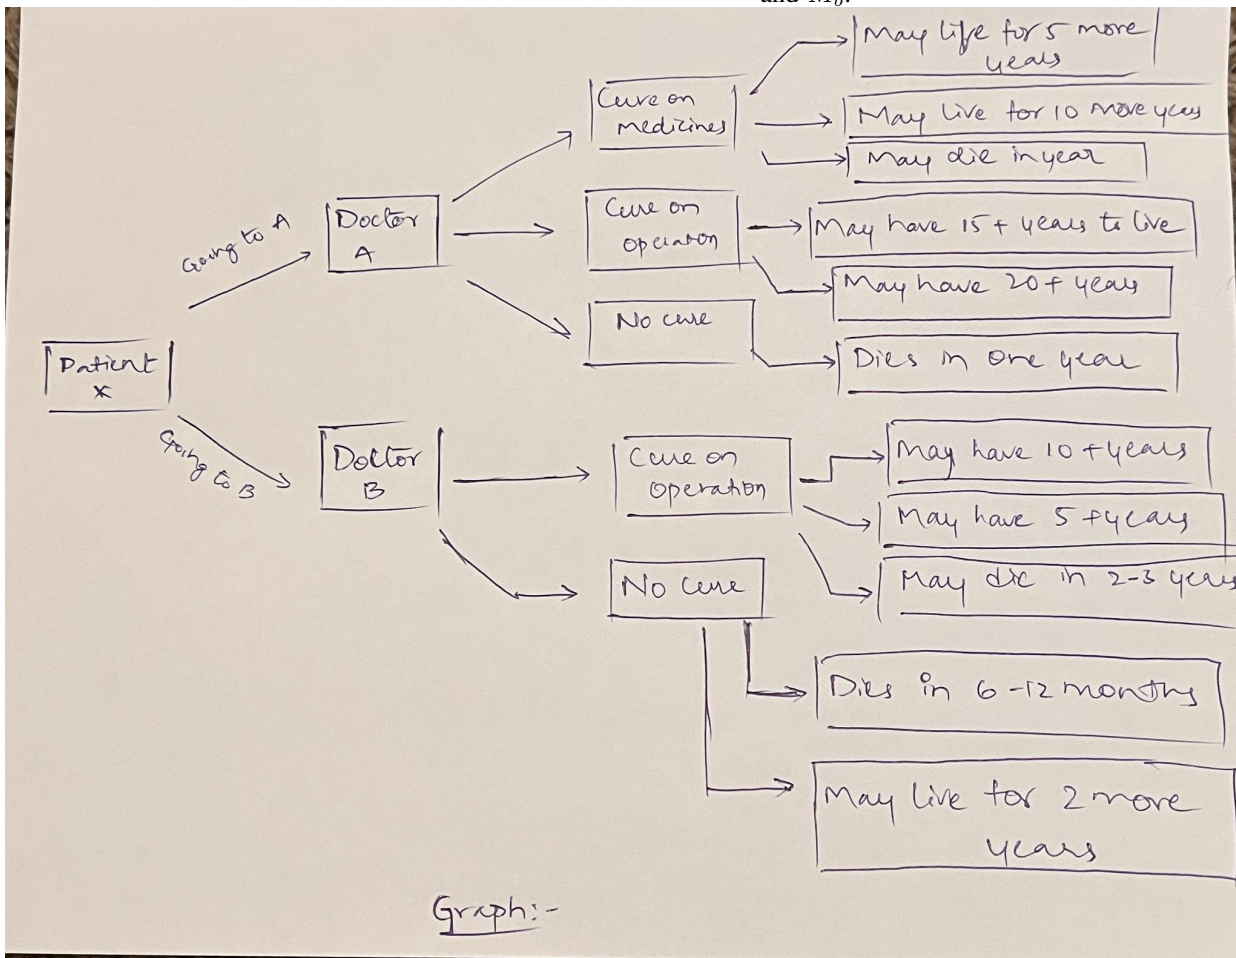 and M₀.
May life for 5 more
years
Cure on
medicines
May live for 10 more years
May die in year
Going to A
Doctor
A
Cure on
operation
May have 15+ years to live
May have 20+ years
No cure
Dies in one year
Patient
X
Going to B
Doctor
B
Cure on
operation
May have 10+years
May have 5+years
May die in 2-3 years
No cure
Dies in 6-12 months
May live for 2 more
years
Graph:-